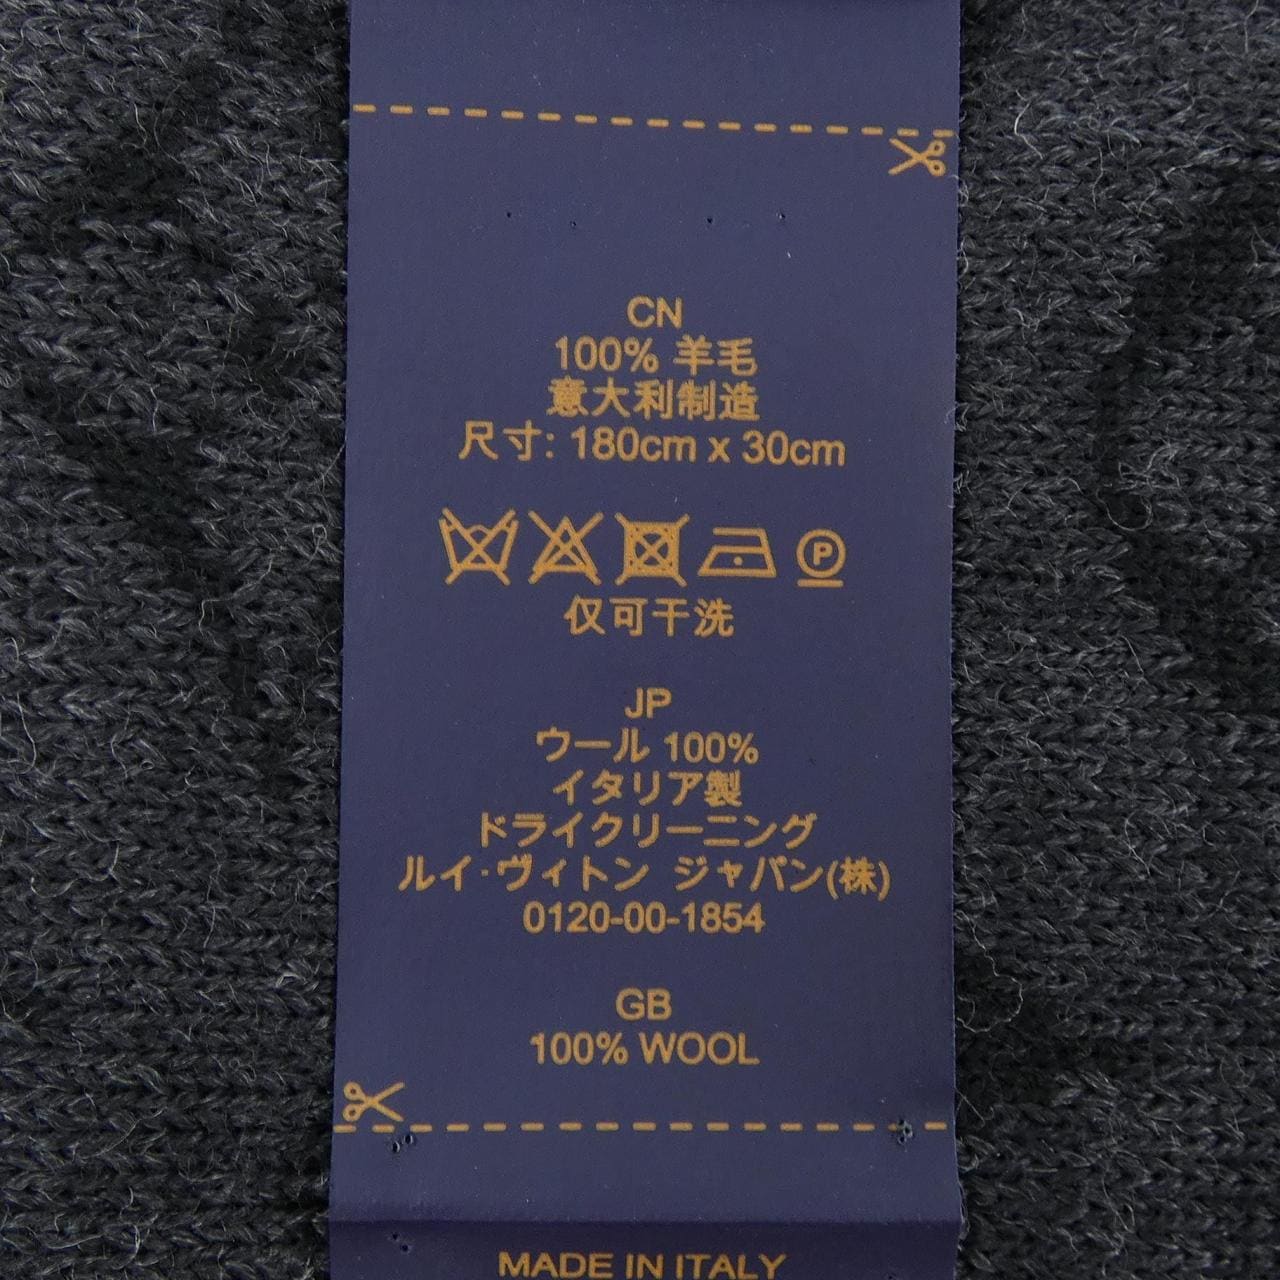 CN
100% 羊毛
意大利制造
尺寸: 180cm x 30cm
P
仅可干洗
JP
ウール 100%
イタリア製
ドライクリーニング
ルイ・ヴィトン ジャパン(株)
0120-00-1854
GB
100% WOOL
MADE IN ITALY